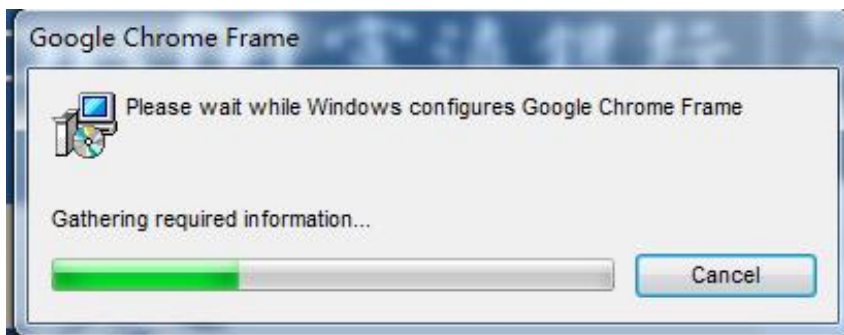 Google Chrome Frame
Please wait while Windows configures Google Chrome Frame
Gathering required information...
Cancel